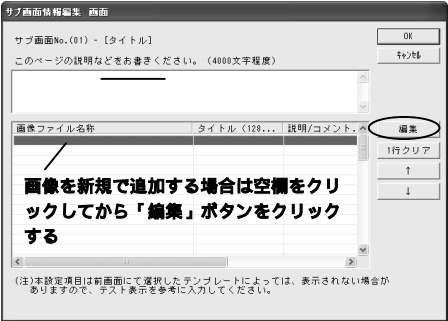 サブ画面情報編集 画面
サブ画面No.(01) - [タイトル]
OK
このページの説明などをお書きください。(4000文字程度)
ｷｬﾝｾﾙ
画像ファイル名称
タイトル (128...
説明/コメント.
編集
1行クリア
↑
↓
画像を新規で追加する場合は空欄をクリ
ックしてから「編集」ボタンをクリック
する
(注)本設定項目は前画面にて選択したテンプレートによっては、表示されない場合が
ありますので、テスト表示を参考に入力してください。